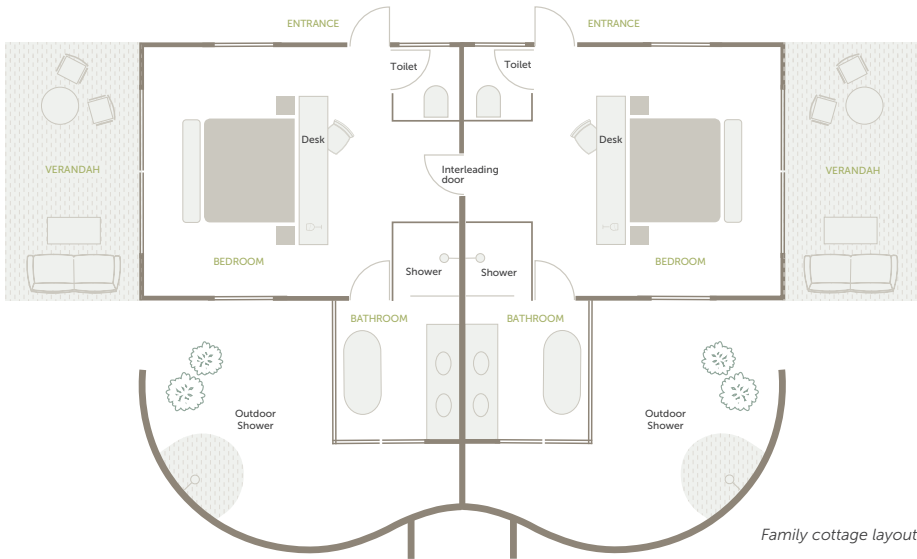 ENTRANCE
ENTRANCE
Toilet
Toilet
Desk
Desk
VERANDAH
Interleading
door
VERANDAH
BEDROOM
BEDROOM
Shower
Shower
BATHROOM
BATHROOM
Outdoor
Shower
Outdoor
Shower
Family cottage layout